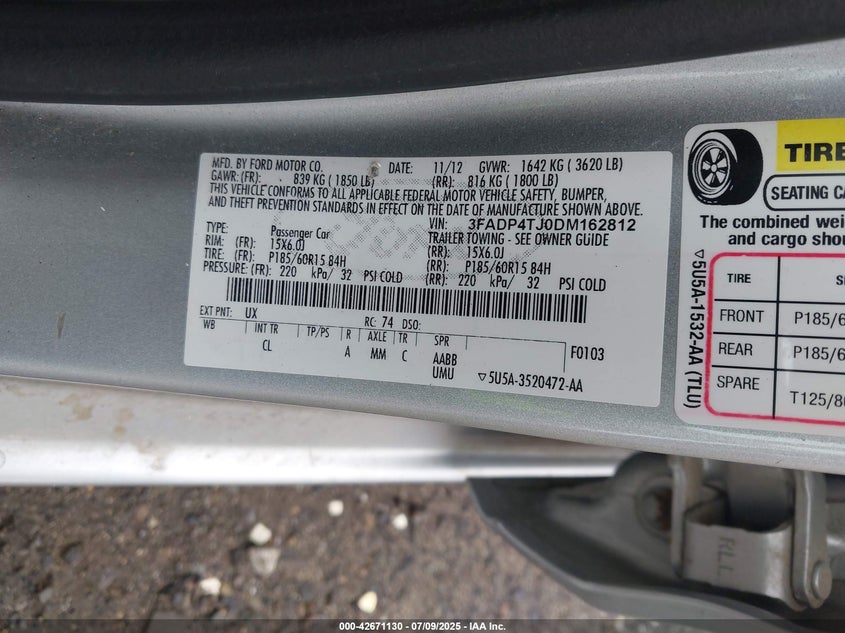 MFD. BY FORD MOTOR CO. DATE: 11/12 GVWR: 1642 KG ( 3620 LB)
GAWR: (FR): 839 KG ( 1850 LB) (RR): 816 KG ( 1800 LB)
THIS VEHICLE CONFORMS TO ALL APPLICABLE FEDERAL MOTOR VEHICLE SAFETY, BUMPER,
AND THEFT PREVENTION STANDARDS IN EFFECT ON THE DATE OF MANUFACTURE SHOWN ABOVE.
VIN: 3FADP4TJ0DM162812
TYPE: Passenger Car TRAILER TOWING - SEE OWNER GUIDE
RIM: (FR): 15X6.0J (RR): 15X6.0J
TIRES: (FR): P185/60R15 84H (RR): P185/60R15 84H
PRESSURE: (FR): 220 kPa/ 32 PSI COLD (RR): 220 kPa/ 32 PSI COLD
EXT PNT: UX RC: 74 DSO:
WB INT TR TP/PS R AXLE TR SPR F0103
CL A MM C AABB
UMU ▽5U5A-3520472-AA
TIRE
SEATING CA
The combined wei
and cargo shou
▽5U5A-1532-AA (TLU)
TIRE S
FRONT P185/6
REAR P185/6
SPARE T125/80
RLL
000-42671130 - 07/09/2025 - IAA Inc.